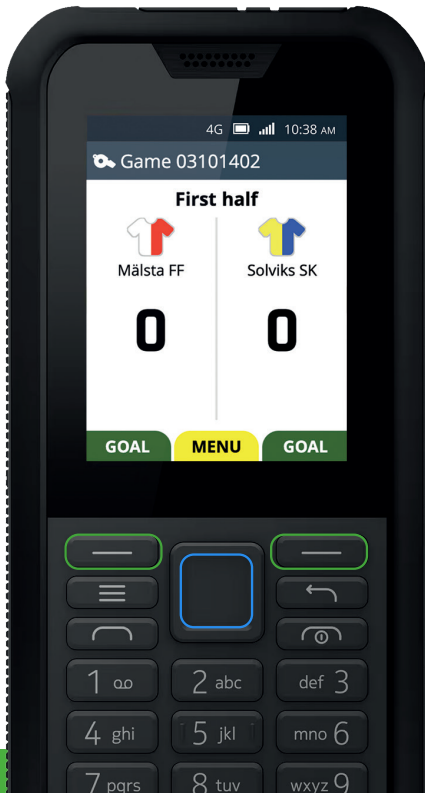 4G 10:38 AM
Game 03101402
First half
Mälsta FF Solviks SK
0 0
GOAL MENU GOAL
1 2 abc def 3
4 ghi 5 jkl mno 6
7 pqrs 8 tuv wxyz 9